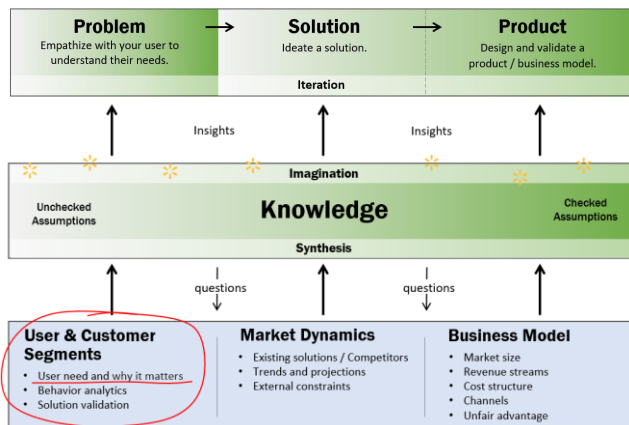 Problem
Empathize with your user to
understand their needs.
Solution
Ideate a solution.
Product
Design and validate a
product / business model.
Iteration
Insights
Insights
Imagination
Unchecked
Assumptions
Knowledge
Checked
Assumptions
Synthesis
questions
questions
User & Customer
Segments
• User need and why it matters
• Behavior analytics
• Solution validation
Market Dynamics
• Existing solutions / Competitors
• Trends and projections
• External constraints
Business Model
• Market size
• Revenue streams
• Cost structure
• Channels
• Unfair advantage